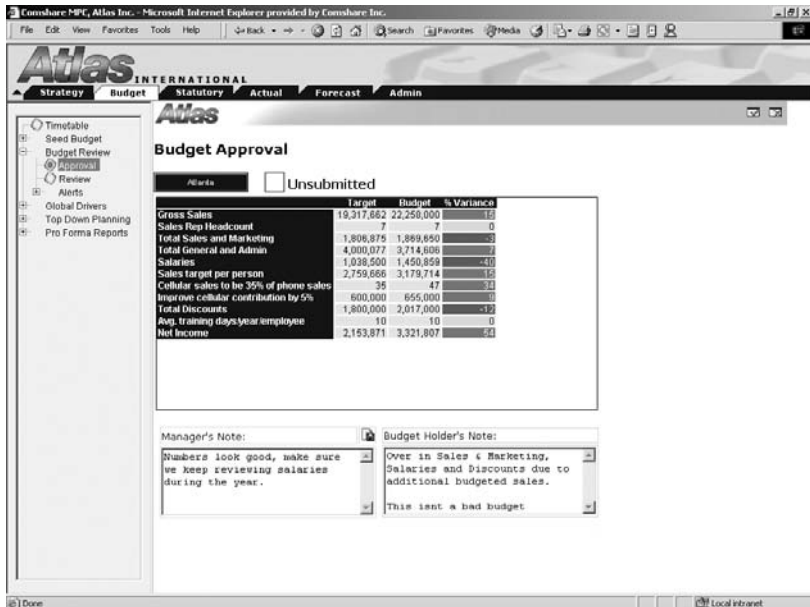 Comshare MPC, Atlas Inc. - Microsoft Internet Explorer provided by Comshare Inc.
File Edit View Favorites Tools Help Back Search Favorites Media
Atlas
INTERNATIONAL
Strategy Budget Statutory Actual Forecast Admin
Atlas
Timetable
Seed Budget
Budget Review
Approval
Review
Alerts
Global Drivers
Top Down Planning
Pro Forma Reports
Budget Approval
Atlanta Unsubmitted
Target Budget % Variance
Gross Sales 19,317,662 22,258,000 15
Sales Rep Headcount 7 7 0
Total Sales and Marketing 1,806,875 1,869,650 -3
Total General and Admin 4,000,077 3,714,606 7
Salaries 1,038,500 1,450,859 -40
Sales target per person 2,759,666 3,179,714 15
Cellular sales to be 35% of phone sales 35 47 34
Improve cellular contribution by 5% 600,000 655,000 9
Total Discounts 1,800,000 2,017,000 -12
Avg. training days/year/employee 10 10 0
Net Income 2,153,871 3,321,807 54
Manager's Note:
Numbers look good, make sure
we keep reviewing salaries
during the year.
Budget Holder's Note:
Over in Sales & Marketing,
Salaries and Discounts due to
additional budgeted sales.
This isnt a bad budget
Done Local intranet